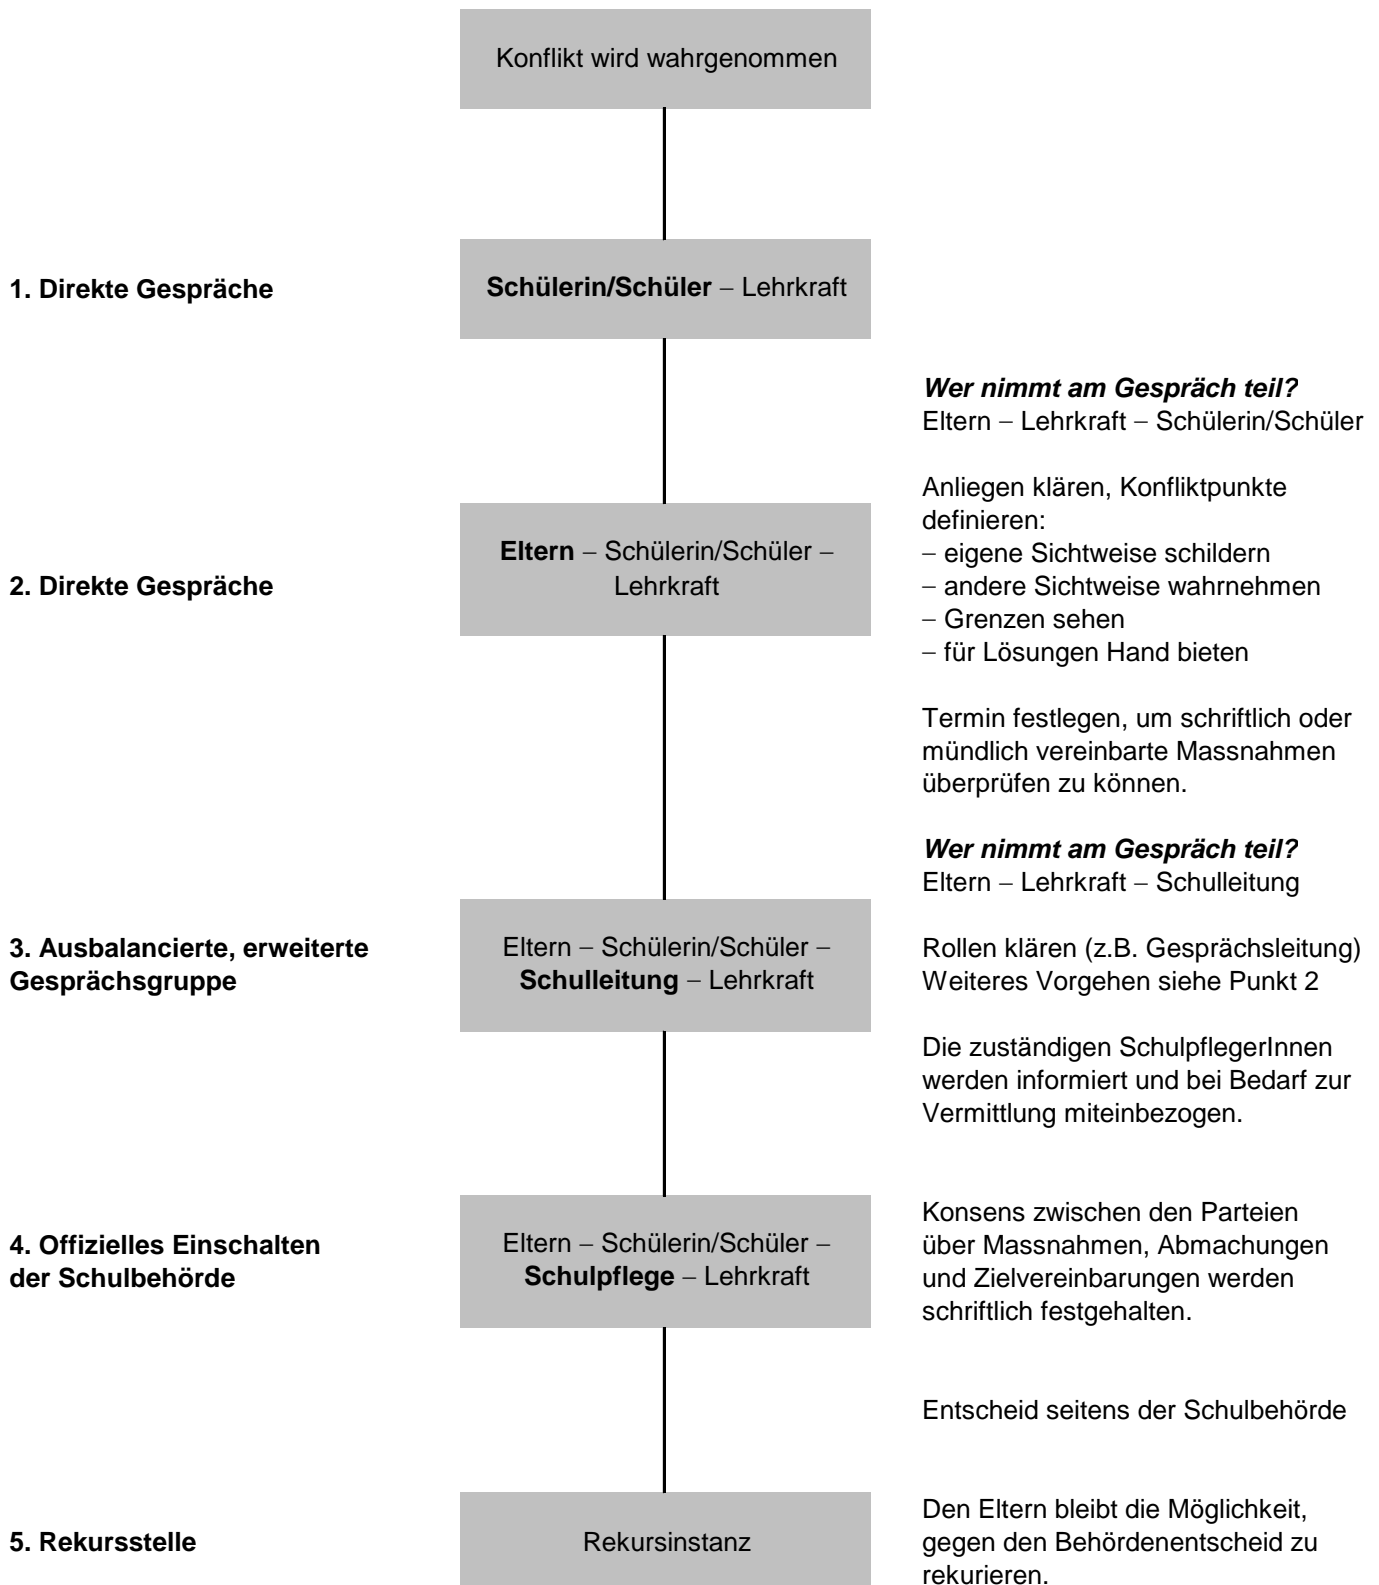 Konflikt wird wahrgenommen
1. Direkte Gespräche
Schülerin/Schüler – Lehrkraft
Wer nimmt am Gespräch teil?
Eltern – Lehrkraft – Schülerin/Schüler
Anliegen klären, Konfliktpunkte
definieren:
– eigene Sichtweise schildern
– andere Sichtweise wahrnehmen
– Grenzen sehen
– für Lösungen Hand bieten
2. Direkte Gespräche
Eltern – Schülerin/Schüler –
Lehrkraft
Termin festlegen, um schriftlich oder
mündlich vereinbarte Massnahmen
überprüfen zu können.
Wer nimmt am Gespräch teil?
Eltern – Lehrkraft – Schulleitung
3. Ausbalancierte, erweiterte
Gesprächsgruppe
Eltern – Schülerin/Schüler –
Schulleitung – Lehrkraft
Rollen klären (z.B. Gesprächsleitung)
Weiteres Vorgehen siehe Punkt 2
Die zuständigen SchulpflegerInnen
werden informiert und bei Bedarf zur
Vermittlung miteinbezogen.
4. Offizielles Einschalten
der Schulbehörde
Eltern – Schülerin/Schüler –
Schulpflege – Lehrkraft
Konsens zwischen den Parteien
über Massnahmen, Abmachungen
und Zielvereinbarungen werden
schriftlich festgehalten.
Entscheid seitens der Schulbehörde
5. Rekursstelle
Rekursinstanz
Den Eltern bleibt die Möglichkeit,
gegen den Behördenentscheid zu
rekurieren.